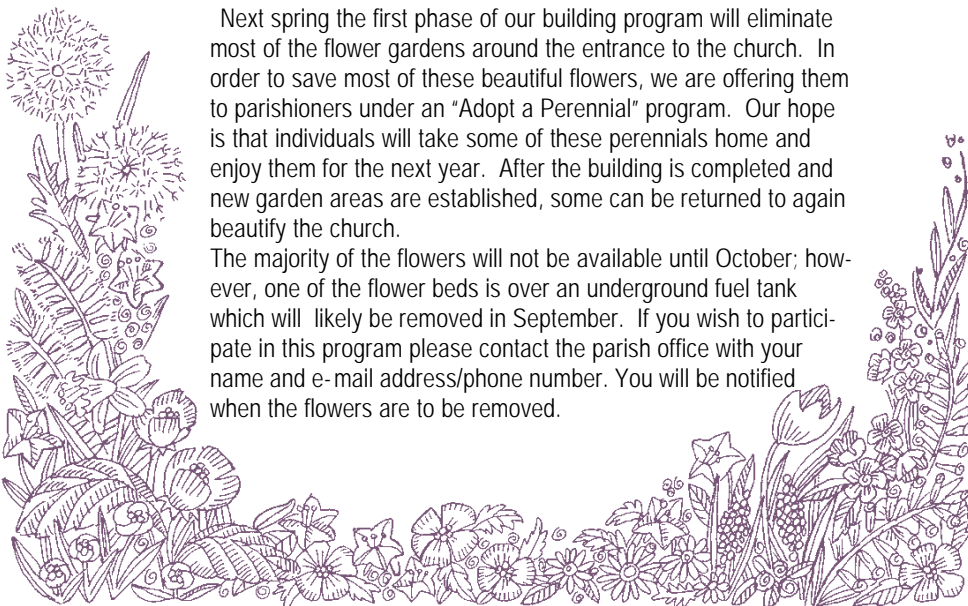 Next spring the first phase of our building program will eliminate
most of the flower gardens around the entrance to the church. In
order to save most of these beautiful flowers, we are offering them
to parishioners under an "Adopt a Perennial" program. Our hope
is that individuals will take some of these perennials home and
enjoy them for the next year. After the building is completed and
new garden areas are established, some can be returned to again
beautify the church.
The majority of the flowers will not be available until October; how-
ever, one of the flower beds is over an underground fuel tank
which will likely be removed in September. If you wish to partici-
pate in this program please contact the parish office with your
name and e-mail address/phone number. You will be notified
when the flowers are to be removed.